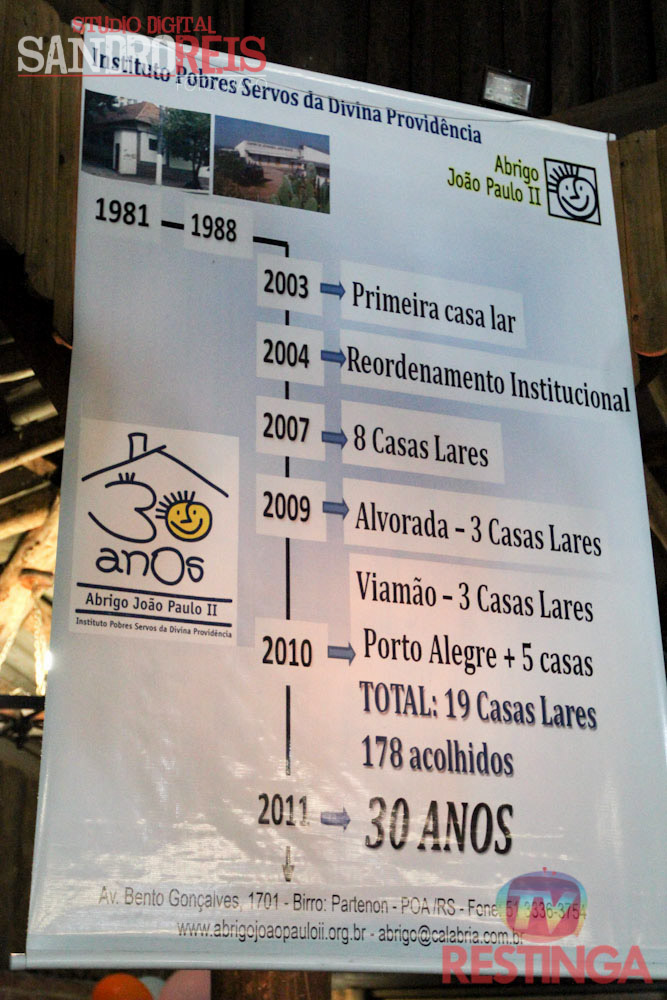 STUDIO DIGITAL
SANDROREIS
Instituto Pobres Servos da Divina Providência
Abrigo
João Paulo II
1981
1988
2003
Primeira casa lar
2004
Reordenamento Institucional
2007
8 Casas Lares
2009
Alvorada – 3 Casas Lares
Viamão – 3 Casas Lares
2010
Porto Alegre + 5 casas
TOTAL: 19 Casas Lares
178 acolhidos
30
anos
Abrigo João Paulo II
Instituto Pobres Servos da Divina Providência
2011
30 ANOS
Av. Bento Gonçalves, 1701 - Birro: Partenon - POA /RS - Fone: 51 3336-3754
www.abrigojoaopauloii.org.br - abrigo@calabria.com.br
TV
RESTINGA